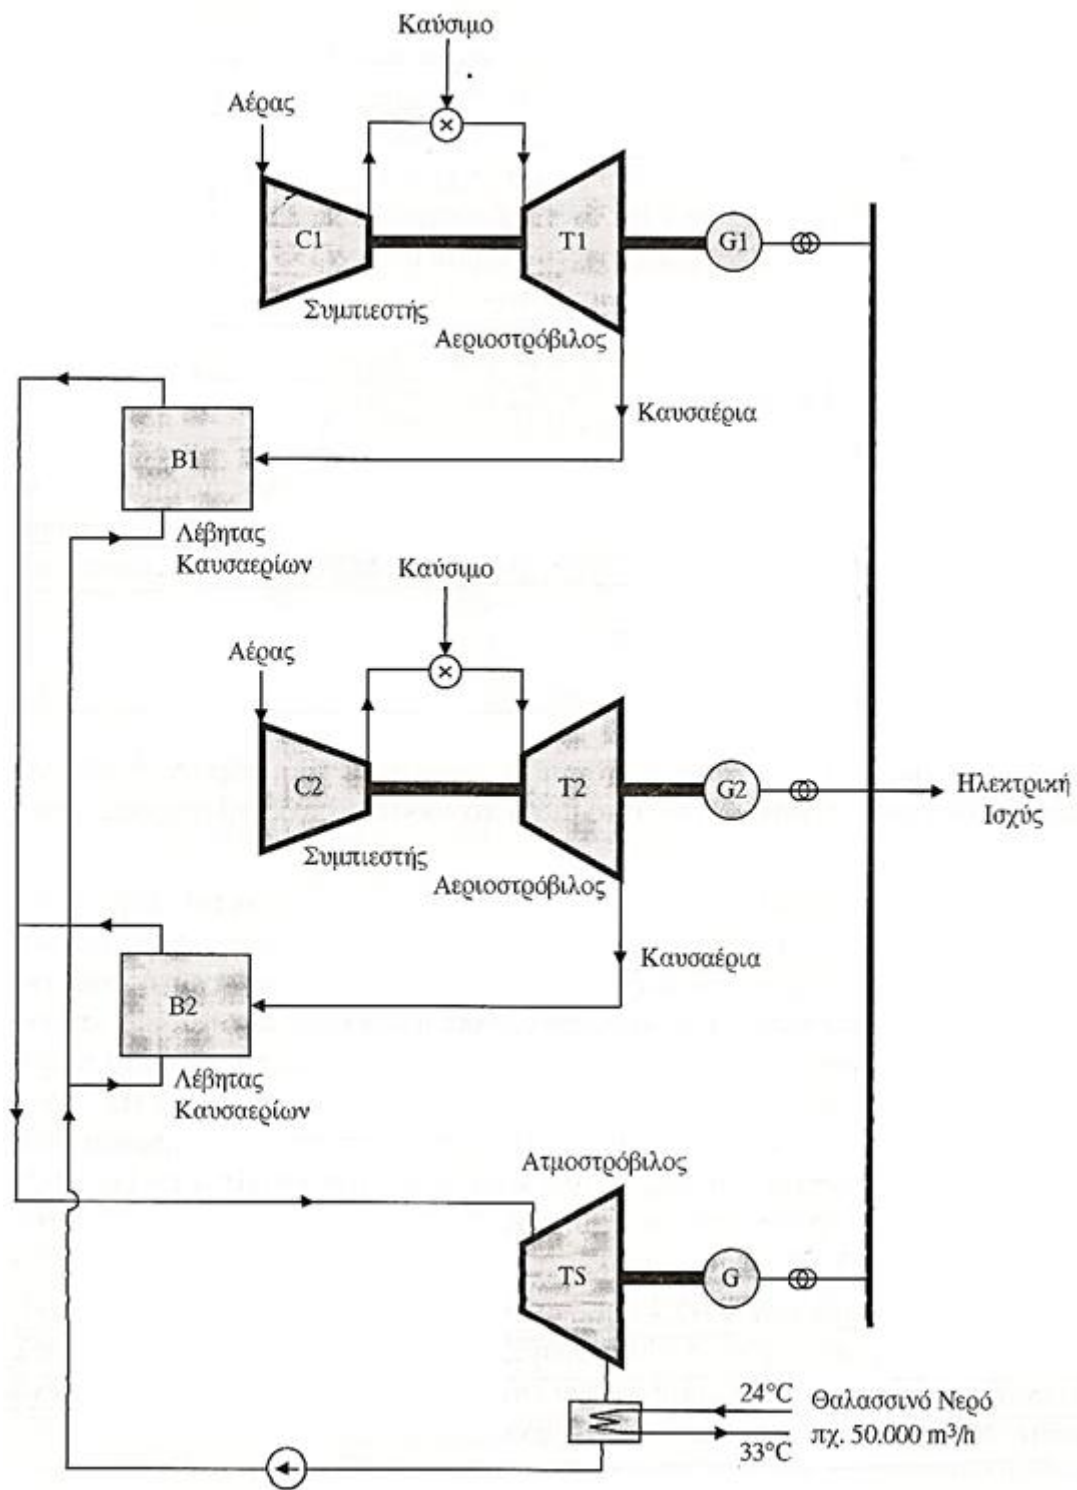 Καύσιμο
Αέρας
C1
T1
G1
Συμπιεστής
Αεριοστρόβιλος
Καυσαέρια
B1
Λέβητας
Καυσαερίων
Καύσιμο
Αέρας
C2
T2
G2
Ηλεκτρική
Ισχύς
Συμπιεστής
Αεριοστρόβιλος
Καυσαέρια
B2
Λέβητας
Καυσαερίων
Ατμοστρόβιλος
TS
G
24°C
Θαλασσινό Νερό
πχ. 50.000 m³/h
33°C